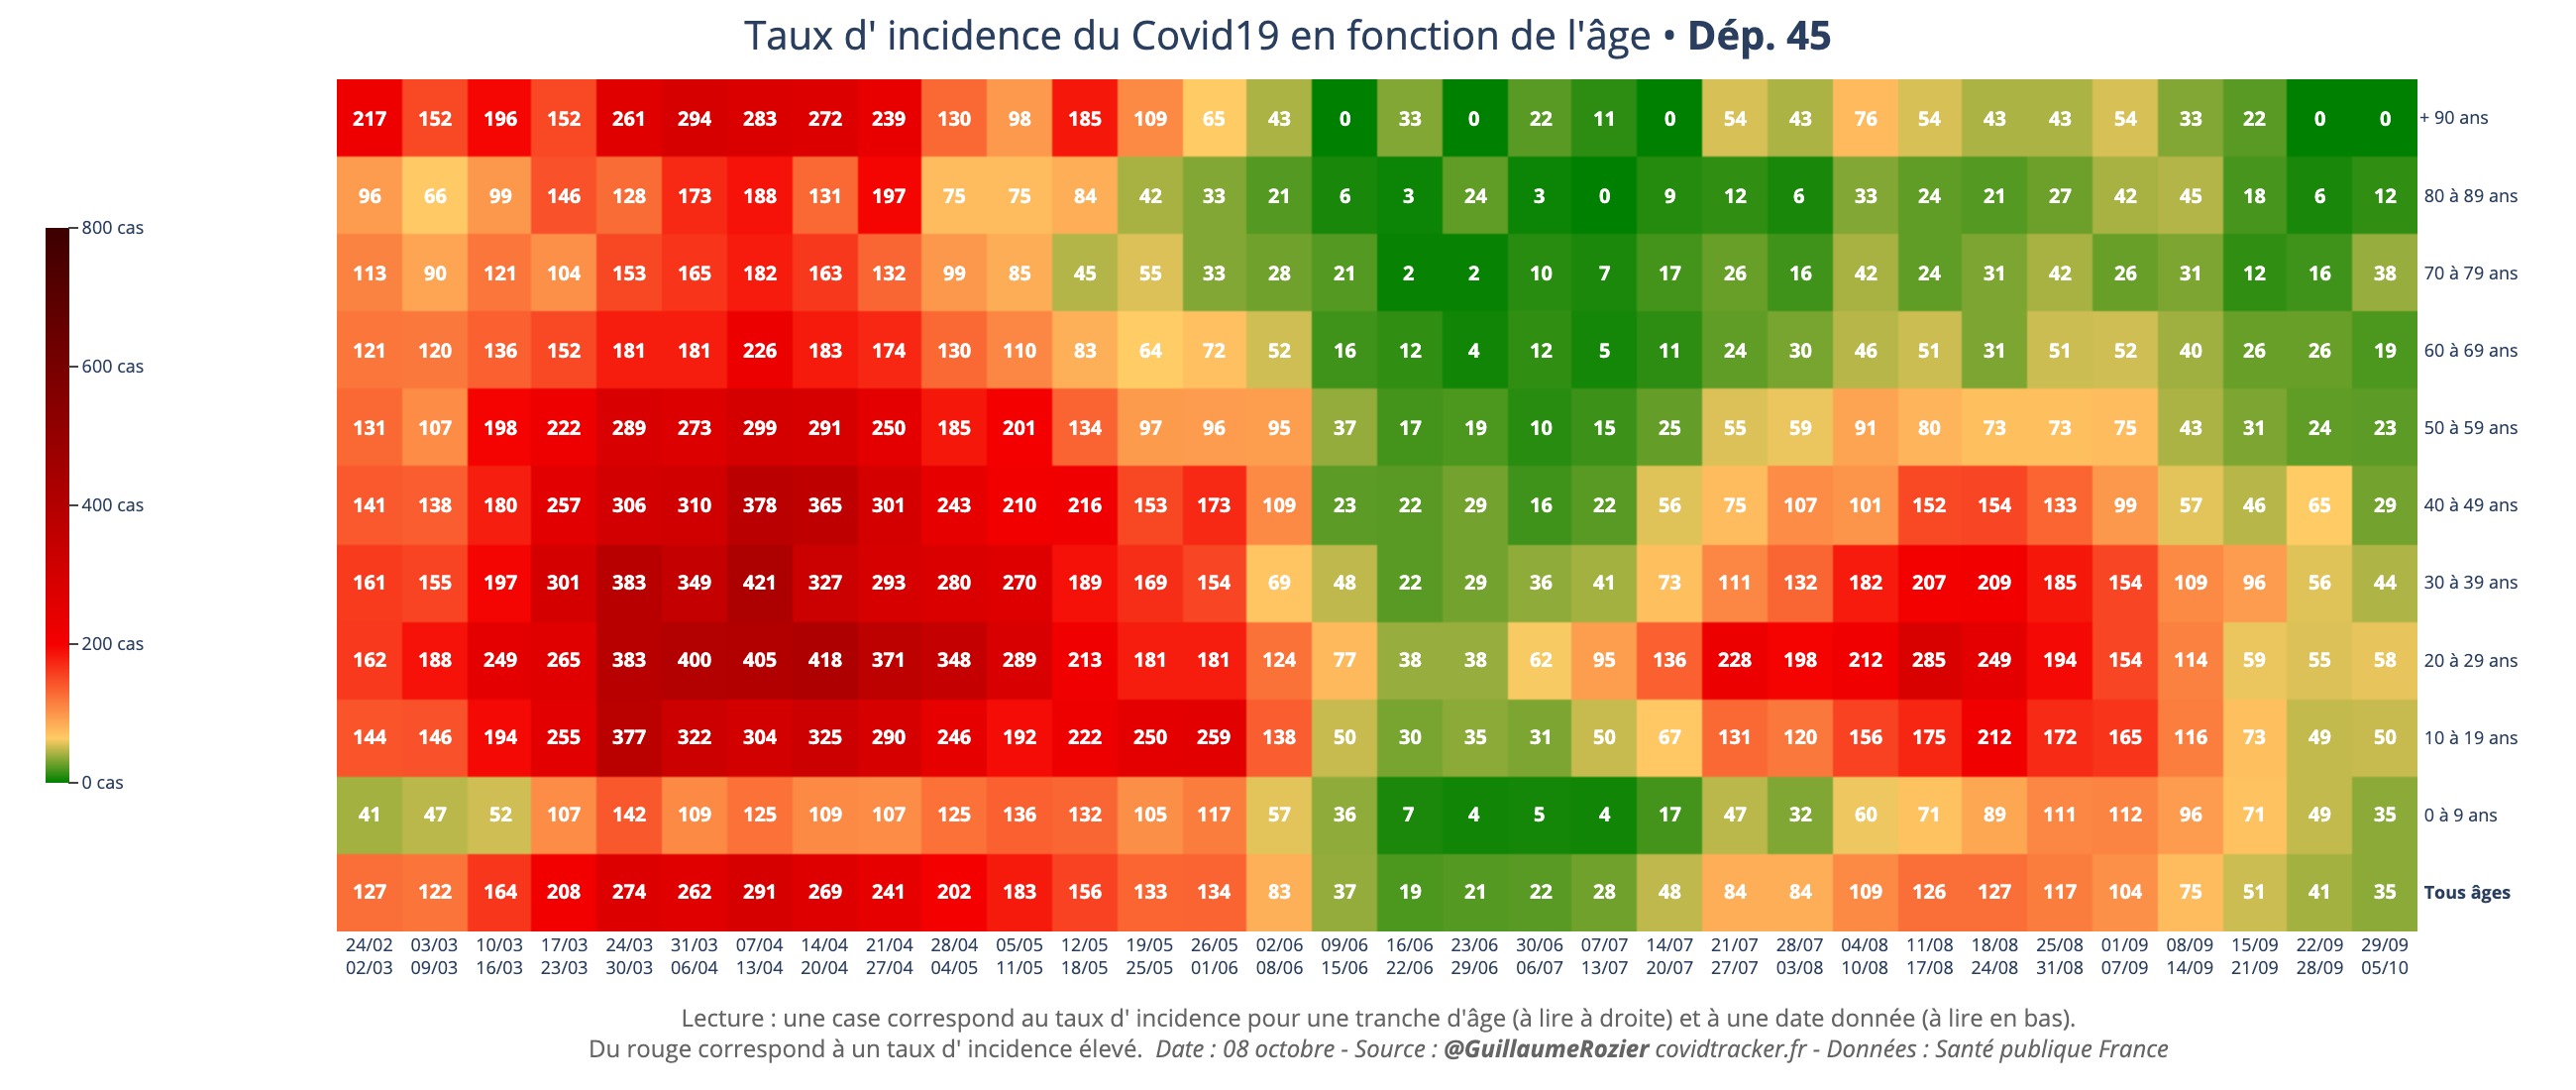 Taux d' incidence du Covid19 en fonction de l'âge • Dép. 45
800 cas
600 cas
400 cas
200 cas
0 cas
217 152 196 152 261 294 283 272 239 130 98 185 109 65 43 0 33 0 22 11 0 54 43 76 54 43 43 54 33 22 0 0 + 90 ans
96 66 99 146 128 173 188 131 197 75 75 84 42 33 21 6 3 24 3 0 9 12 6 33 24 21 27 42 45 18 6 12 80 à 89 ans
113 90 121 104 153 165 182 163 132 99 85 45 55 33 28 21 2 2 10 7 17 26 16 42 24 31 42 26 31 12 16 38 70 à 79 ans
121 120 136 152 181 181 226 183 174 130 110 83 64 72 52 16 12 4 12 5 11 24 30 46 51 31 51 52 40 26 26 19 60 à 69 ans
131 107 198 222 289 273 299 291 250 185 201 134 97 96 95 37 17 19 10 15 25 55 59 91 80 73 73 75 43 31 24 23 50 à 59 ans
141 138 180 257 306 310 378 365 301 243 210 216 153 173 109 23 22 29 16 22 56 75 107 101 152 154 133 99 57 46 65 29 40 à 49 ans
161 155 197 301 383 349 421 327 293 280 270 189 169 154 69 48 22 29 36 41 73 111 132 182 207 209 185 154 109 96 56 44 30 à 39 ans
162 188 249 265 383 400 405 418 371 348 289 213 181 181 124 77 38 38 62 95 136 228 198 212 285 249 194 154 114 59 55 58 20 à 29 ans
144 146 194 255 377 322 304 325 290 246 192 222 250 259 138 50 30 35 31 50 67 131 120 156 175 212 172 165 116 73 49 50 10 à 19 ans
41 47 52 107 142 109 125 109 107 125 136 132 105 117 57 36 7 4 5 4 17 47 32 60 71 89 111 112 96 71 49 35 0 à 9 ans
127 122 164 208 274 262 291 269 241 202 183 156 133 134 83 37 19 21 22 28 48 84 84 109 126 127 117 104 75 51 41 35 Tous âges
24/02 03/03 10/03 17/03 24/03 31/03 07/04 14/04 21/04 28/04 05/05 12/05 19/05 26/05 02/06 09/06 16/06 23/06 30/06 07/07 14/07 21/07 28/07 04/08 11/08 18/08 25/08 01/09 08/09 15/09 22/09 29/09
02/03 09/03 16/03 23/03 30/03 06/04 13/04 20/04 27/04 04/05 11/05 18/05 25/05 01/06 08/06 15/06 22/06 29/06 06/07 13/07 20/07 27/07 03/08 10/08 17/08 24/08 31/08 07/09 14/09 21/09 28/09 05/10
Lecture : une case correspond au taux d' incidence pour une tranche d'âge (à lire à droite) et à une date donnée (à lire en bas).
Du rouge correspond à un taux d' incidence élevé. Date : 08 octobre - Source : @GuillaumeRozier covidtracker.fr - Données : Santé publique France